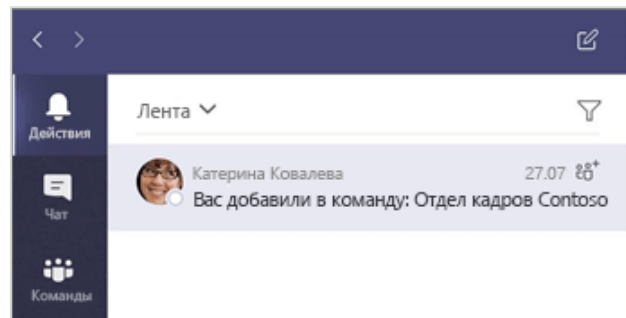 Действия
Чат
Команды
Лента
Катерина Ковалева 27.07
Вас добавили в команду: Отдел кадров Contoso